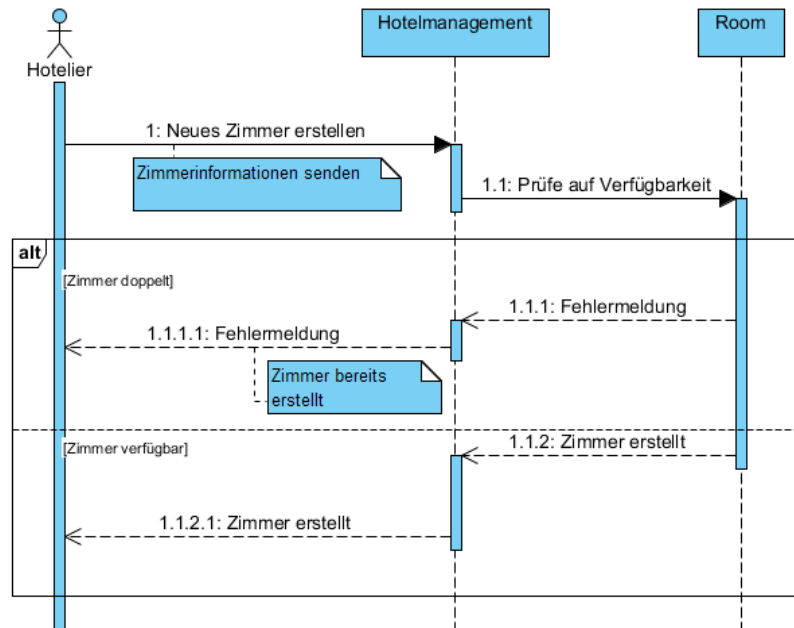 Hotelmanagement
Room
Hotelier
1: Neues Zimmer erstellen
Zimmerinformationen senden
1.1: Prüfe auf Verfügbarkeit
alt
[Zimmer doppelt]
1.1.1: Fehlermeldung
1.1.1.1: Fehlermeldung
Zimmer bereits
erstellt
[Zimmer verfügbar]
1.1.2: Zimmer erstellt
1.1.2.1: Zimmer erstellt